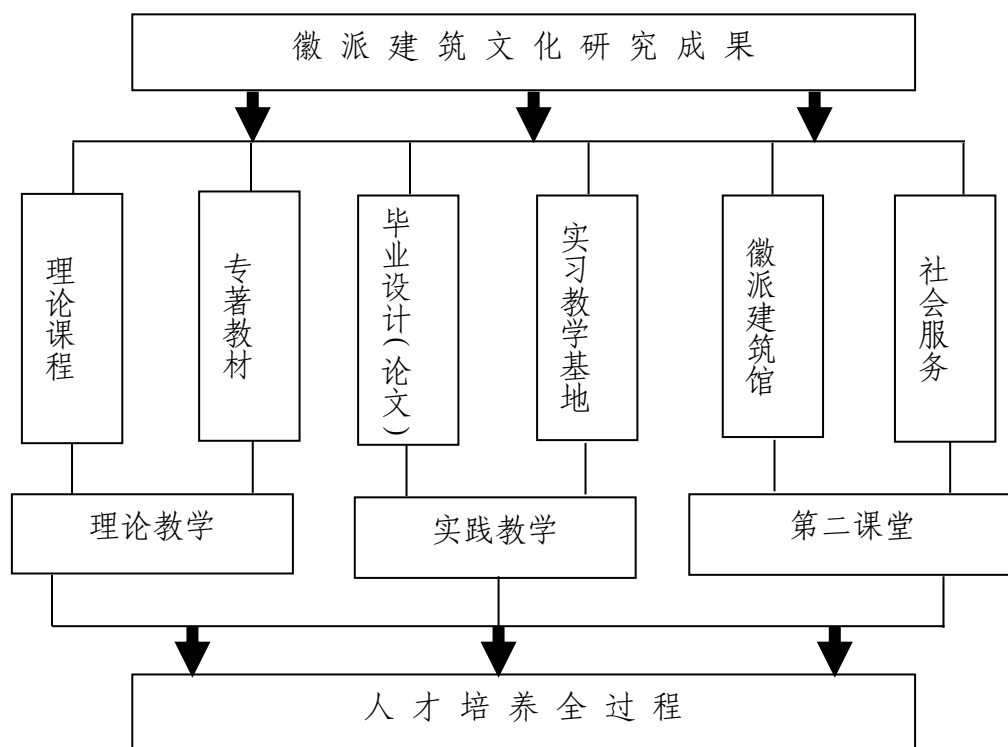 徽派建筑文化研究成果
理论课程
专著教材
毕业设计(论文)
实习教学基地
徽派建筑馆
社会服务
理论教学
实践教学
第二课堂
人才培养全过程